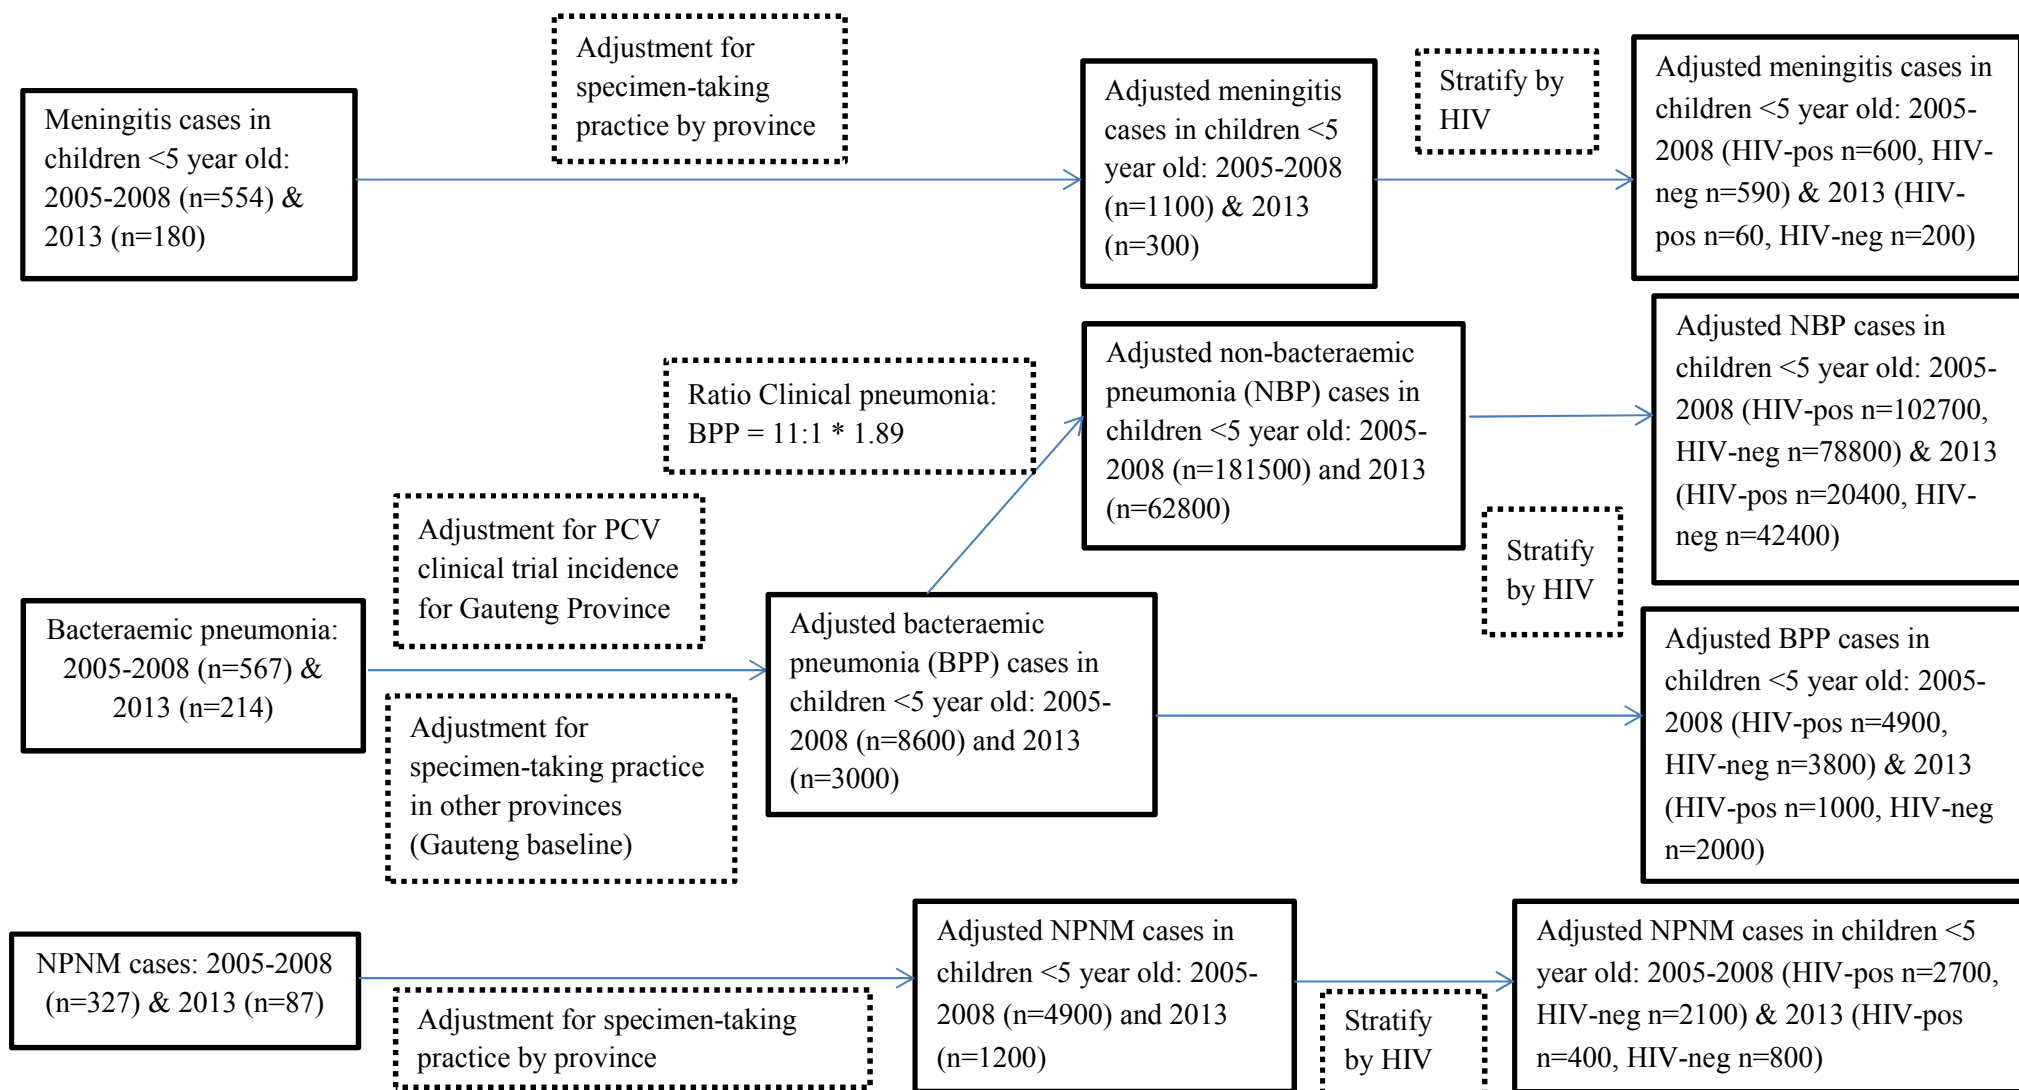 Adjustment for
specimen-taking
practice by province
Meningitis cases in
children <5 year old:
2005-2008 (n=554) &
2013 (n=180)
Adjusted meningitis
cases in children <5
year old: 2005-2008
(n=1100) & 2013
(n=300)
Stratify by
HIV
Adjusted meningitis cases in
children <5 year old: 2005-
2008 (HIV-pos n=600, HIV-
neg n=590) & 2013 (HIV-
pos n=60, HIV-neg n=200)
Ratio Clinical pneumonia:
BPP = 11:1 * 1.89
Adjusted non-bacteraemic
pneumonia (NBP) cases in
children <5 year old: 2005-
2008 (n=181500) and 2013
(n=62800)
Adjusted NBP cases in
children <5 year old: 2005-
2008 (HIV-pos n=102700,
HIV-neg n=78800) & 2013
(HIV-pos n=20400, HIV-
neg n=42400)
Adjustment for PCV
clinical trial incidence
for Gauteng Province
Stratify
by HIV
Bacteraemic pneumonia:
2005-2008 (n=567) &
2013 (n=214)
Adjustment for
specimen-taking practice
in other provinces
(Gauteng baseline)
Adjusted bacteraemic
pneumonia (BPP) cases in
children <5 year old: 2005-
2008 (n=8600) and 2013
(n=3000)
Adjusted BPP cases in
children <5 year old: 2005-
2008 (HIV-pos n=4900,
HIV-neg n=3800) & 2013
(HIV-pos n=1000, HIV-neg
n=2000)
NPNM cases: 2005-2008
(n=327) & 2013 (n=87)
Adjustment for specimen-taking
practice by province
Adjusted NPNM cases in
children <5 year old: 2005-
2008 (n=4900) and 2013
(n=1200)
Stratify
by HIV
Adjusted NPNM cases in children <5
year old: 2005-2008 (HIV-pos n=2700,
HIV-neg n=2100) & 2013 (HIV-pos
n=400, HIV-neg n=800)